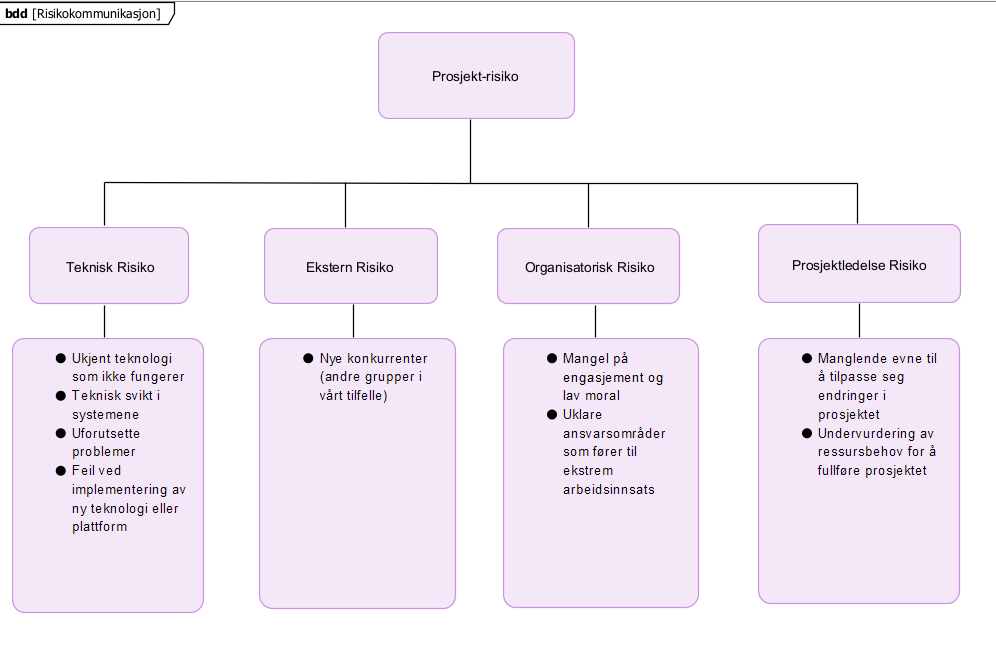 bdd [Risikokommunikasjon]
Prosjekt-risiko
Teknisk Risiko
Ekstern Risiko
Organisatorisk Risiko
Prosjektledelse Risiko
● Ukjent teknologi
som ikke fungerer
● Teknisk svikt i
systemene
● Uforutsette
problemer
● Feil ved
implementering av
ny teknologi eller
plattform
● Nye konkurrenter
(andre grupper i
vårt tilfelle)
● Mangel på
engasjement og
lav moral
● Uklare
ansvarsområder
som fører til
ekstrem
arbeidsinnsats
● Manglende evne til
å tilpasse seg
endringer i
prosjektet
● Undervurdering av
ressursbehov for å
fullføre prosjektet